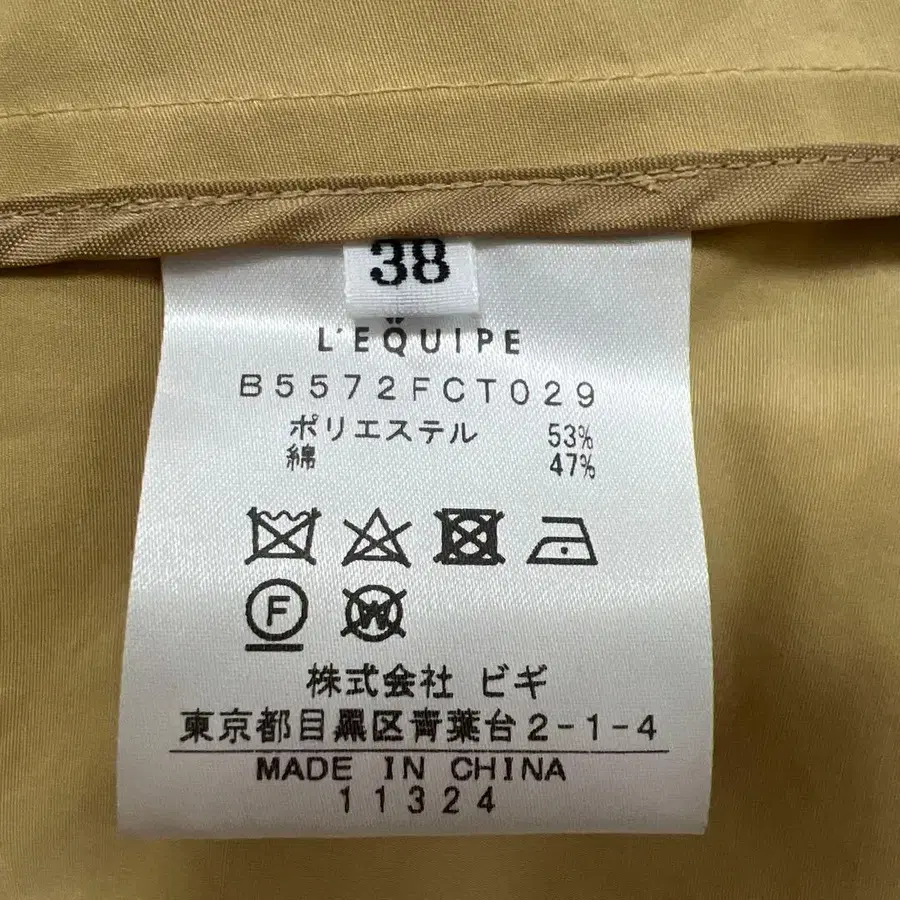 38
L'EQUIPE
B5572FCT029
ポリエステル 53%
綿 47%
F
W
株式会社 ビギ
東京都目黒区青葉台2-1-4
MADE IN CHINA
11324